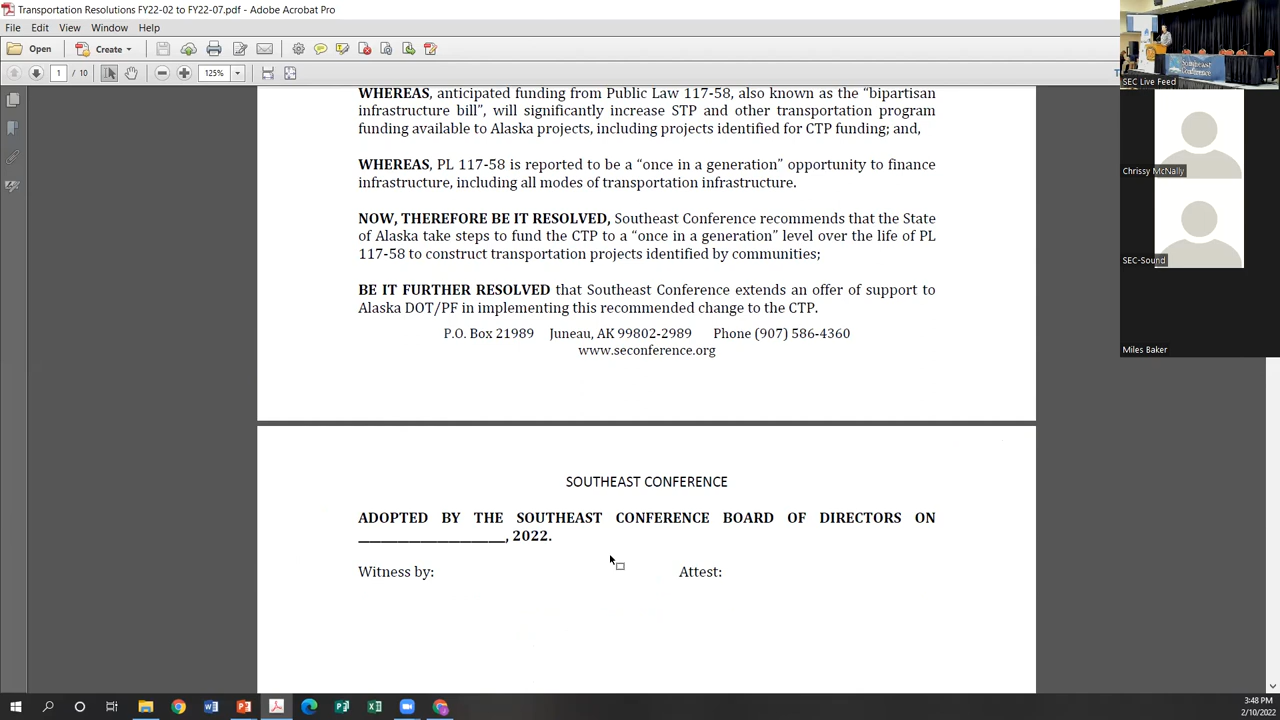 Transportation Resolutions FY22-02 to FY22-07.pdf - Adobe Acrobat Pro
File Edit View Window Help
Open Create
1 / 10 125%
WHEREAS, anticipated funding from Public Law 117-58, also known as the “bipartisan
infrastructure bill”, will significantly increase STP and other transportation program
funding available to Alaska projects, including projects identified for CTP funding; and,
WHEREAS, PL 117-58 is reported to be a “once in a generation” opportunity to finance
infrastructure, including all modes of transportation infrastructure.
NOW, THEREFORE BE IT RESOLVED, Southeast Conference recommends that the State
of Alaska take steps to fund the CTP to a “once in a generation” level over the life of PL
117-58 to construct transportation projects identified by communities;
BE IT FURTHER RESOLVED that Southeast Conference extends an offer of support to
Alaska DOT/PF in implementing this recommended change to the CTP.
P.O. Box 21989 Juneau, AK 99802-2989 Phone (907) 586-4360
www.seconference.org
SOUTHEAST CONFERENCE
ADOPTED BY THE SOUTHEAST CONFERENCE BOARD OF DIRECTORS ON
________________________, 2022.
Witness by: Attest:
Southeast
Conference
SEC Live Feed
Chrissy McNally
SEC-Sound
Miles Baker
3:48 PM
2/10/2022